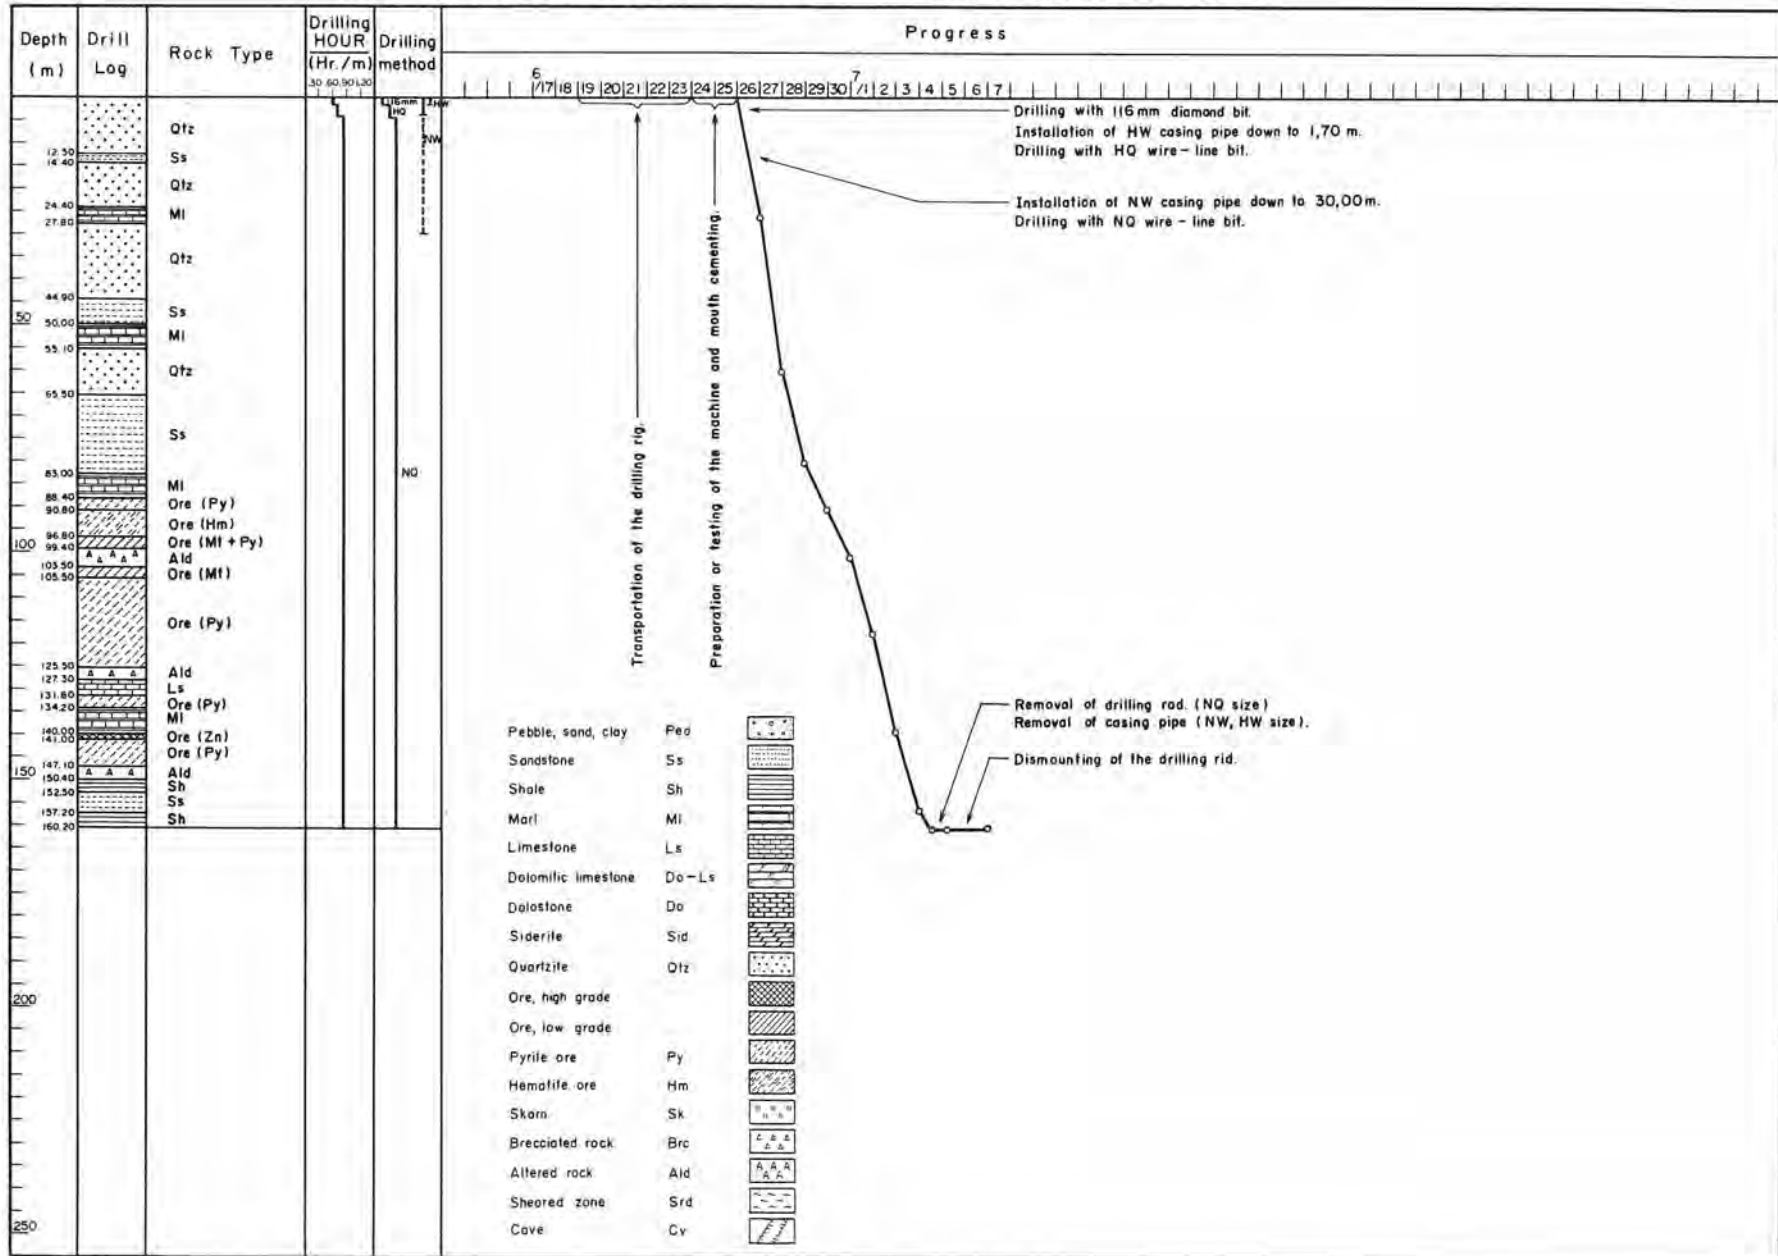 Depth
(m)
Drill
Log
Rock Type
Drilling
HOUR
(Hr./m)
.30 .60 .90 1.20
Drilling
method
Progress
6
7
/17 18 19 20 21 22 23 24 25 26 27 28 29 30 /1 2 3 4 5 6 7
116mm
HW
HQ
NW
NQ
Qtz
12.50
Ss
14.40
Qtz
24.40
Ml
27.80
Qtz
44.90
Ss
50
50.00
Ml
55.10
Qtz
65.50
Ss
83.00
Ml
88.40
Ore (Py)
90.80
Ore (Hm)
96.80
Ore (Mt + Py)
100
99.40
Ald
103.50
Ore (Mt)
105.50
Ore (Py)
125.50
Ald
127.30
Ls
131.80
Ore (Py)
134.20
Ml
140.00
Ore (Zn)
141.00
Ore (Py)
147.10
Ald
150
150.40
Sh
152.50
Ss
157.20
Sh
160.20
200
250
Transportation of the drilling rig.
Preparation or testing of the machine and mouth cementing.
Drilling with 116mm diamond bit.
Installation of HW casing pipe down to 1,70 m.
Drilling with HQ wire-line bit.
Installation of NW casing pipe down to 30,00m.
Drilling with NQ wire-line bit.
Removal of drilling rod. (NQ size)
Removal of casing pipe (NW, HW size).
Dismounting of the drilling rid.
Pebble, sand, clay Ped
Sandstone Ss
Shale Sh
Marl Ml
Limestone Ls
Dolomitic limestone Do-Ls
Dolostone Do
Siderite Sid
Quartzite Qtz
Ore, high grade
Ore, low grade
Pyrite ore Py
Hematite ore Hm
Skarn Sk
Brecciated rock Brc
Altered rock Ald
Sheared zone Srd
Cave Cv